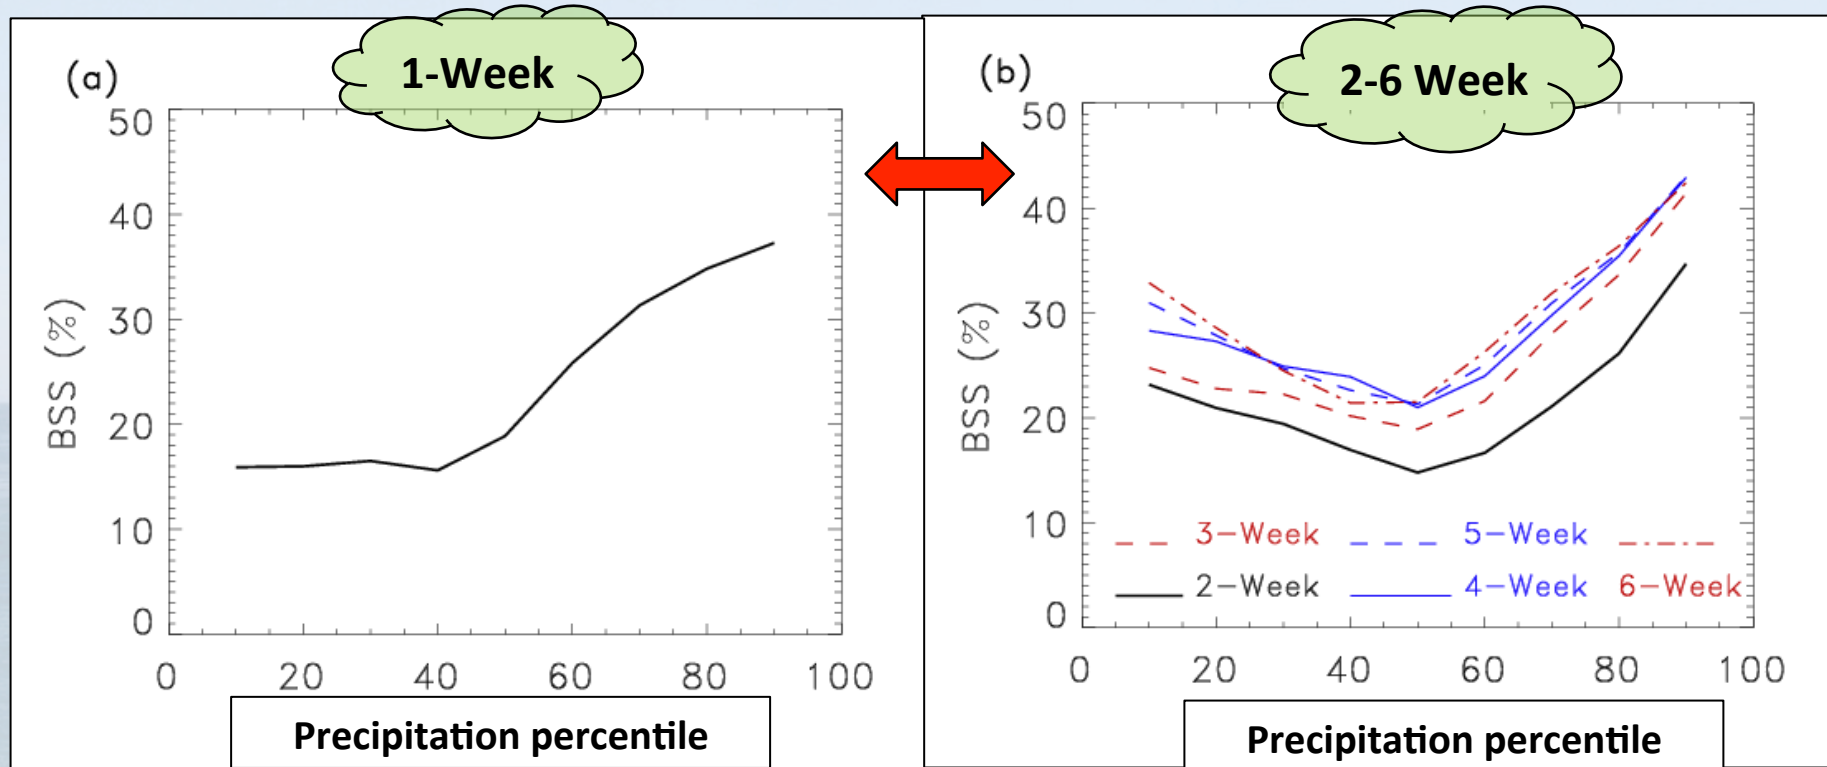 1-Week
(a)
50
40
30
20
10
0
BSS (%)
0 20 40 60 80 100
Precipitation percentile
2-6 Week
(b)
50
40
30
20
10
0
BSS (%)
3-Week 5-Week
2-Week 4-Week 6-Week
0 20 40 60 80 100
Precipitation percentile